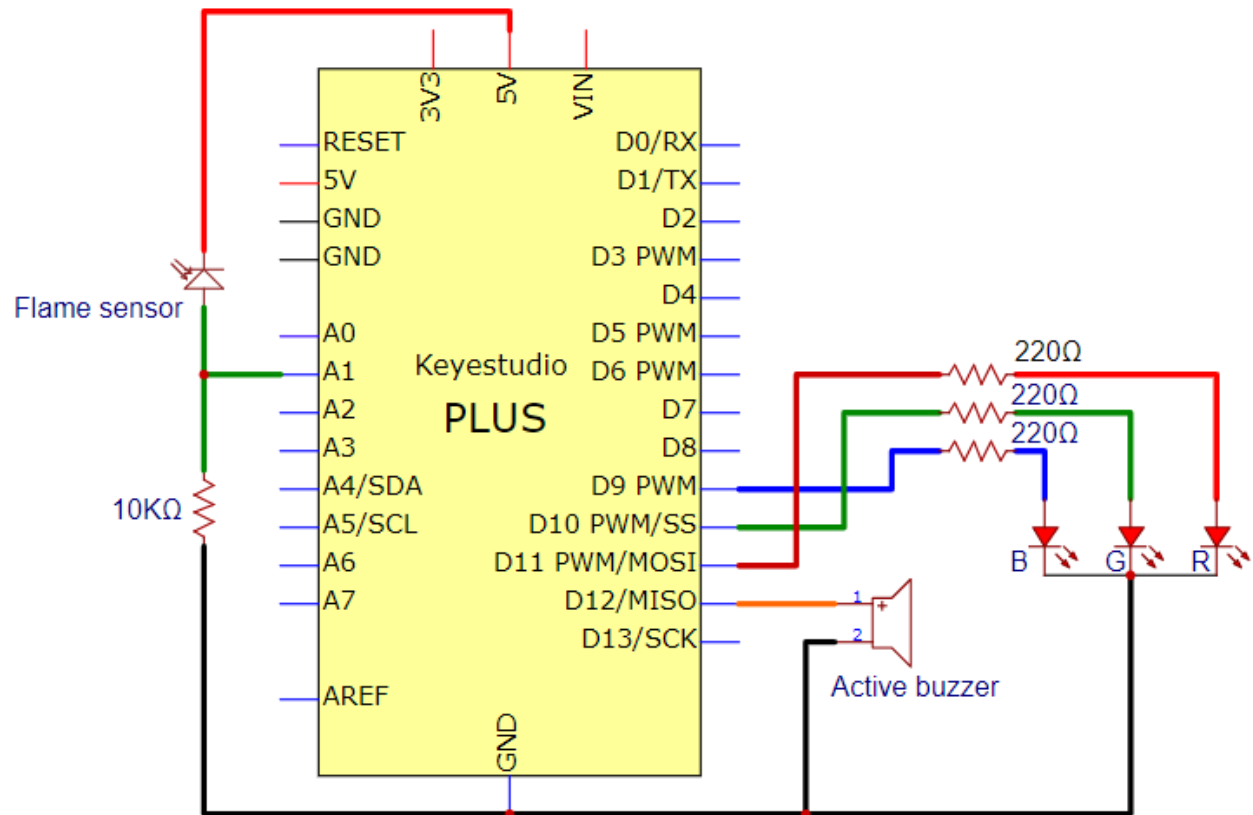 3V3
5V
VIN
RESET
5V
GND
GND
A0
A1
A2
A3
A4/SDA
A5/SCL
A6
A7
AREF
Keyestudio
PLUS
D0/RX
D1/TX
D2
D3 PWM
D4
D5 PWM
D6 PWM
D7
D8
D9 PWM
D10 PWM/SS
D11 PWM/MOSI
D12/MISO
D13/SCK
GND
Flame sensor
10KΩ
220Ω
220Ω
220Ω
B
G
R
1
+
2
Active buzzer